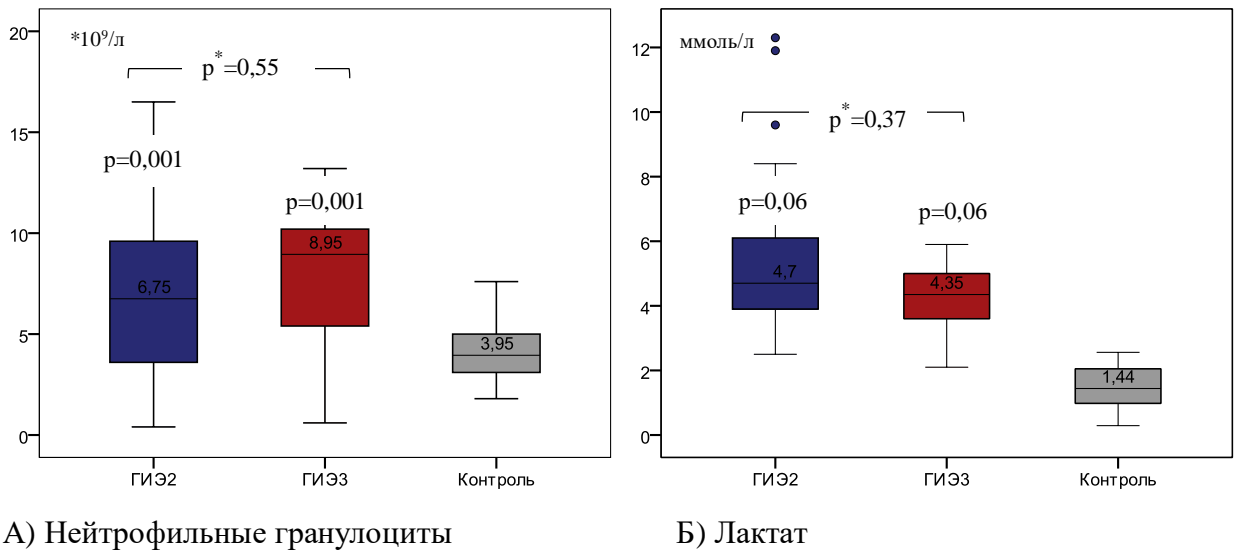 *10⁹/л
p*=0,55
p=0,001
p=0,001
20
15
10
5
0
6,75
8,95
3,95
ГИЭ2
ГИЭ3
Контроль
А) Нейтрофильные гранулоциты
ммоль/л
p*=0,37
p=0,06
p=0,06
12
10
8
6
4
2
0
4,7
4,35
1,44
ГИЭ2
ГИЭ3
Контроль
Б) Лактат